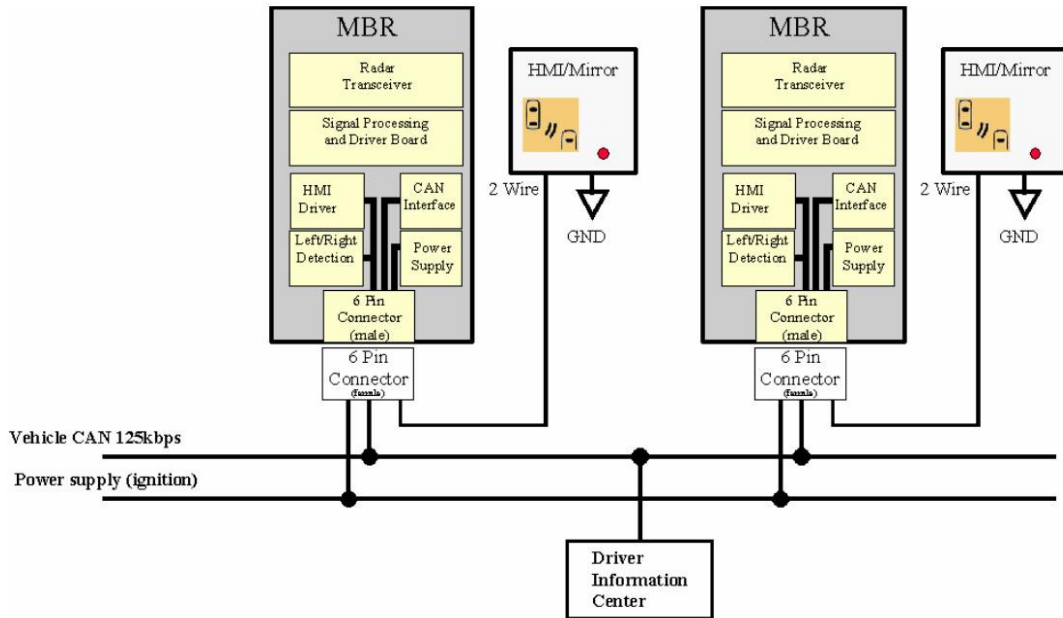 MBR
Radar
Transceiver
Signal Processing
and Driver Board
HMI
Driver
CAN
Interface
Left/Right
Detection
Power
Supply
6 Pin
Connector
(male)
6 Pin
Connector
(female)
HMI/Mirror
2 Wire
GND
MBR
Radar
Transceiver
Signal Processing
and Driver Board
HMI
Driver
CAN
Interface
Left/Right
Detection
Power
Supply
6 Pin
Connector
(male)
6 Pin
Connector
(female)
HMI/Mirror
2 Wire
GND
Vehicle CAN 125kbps
Power supply (ignition)
Driver
Information
Center